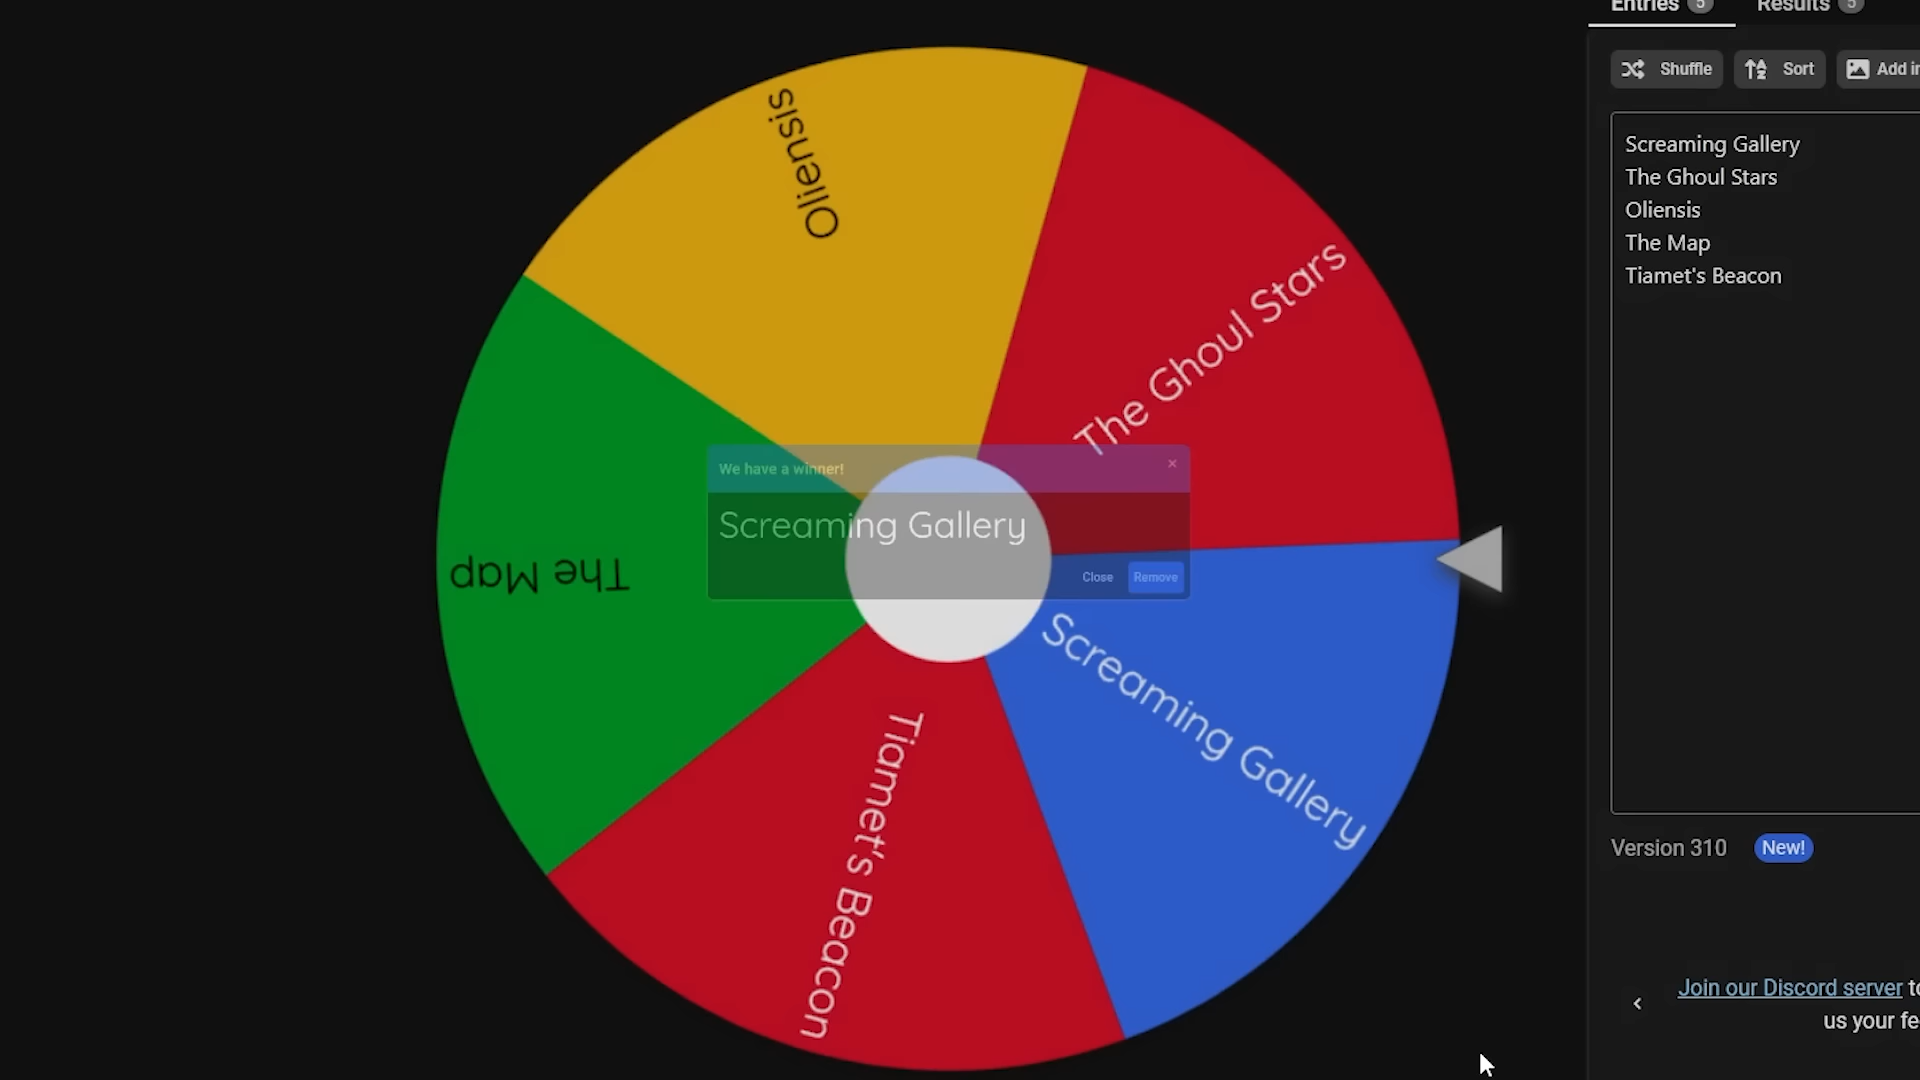 Entries 5 Results 5
Shuffle Sort Add
Screaming Gallery
The Ghoul Stars
Oliensis
The Map
Tiamet's Beacon
Oliensis
The Ghoul Stars
We have a winner!
Screaming Gallery
Close Remove
The Map
Screaming Gallery
Tiamet's Beacon
Version 310 New!
Join our Discord server
us your